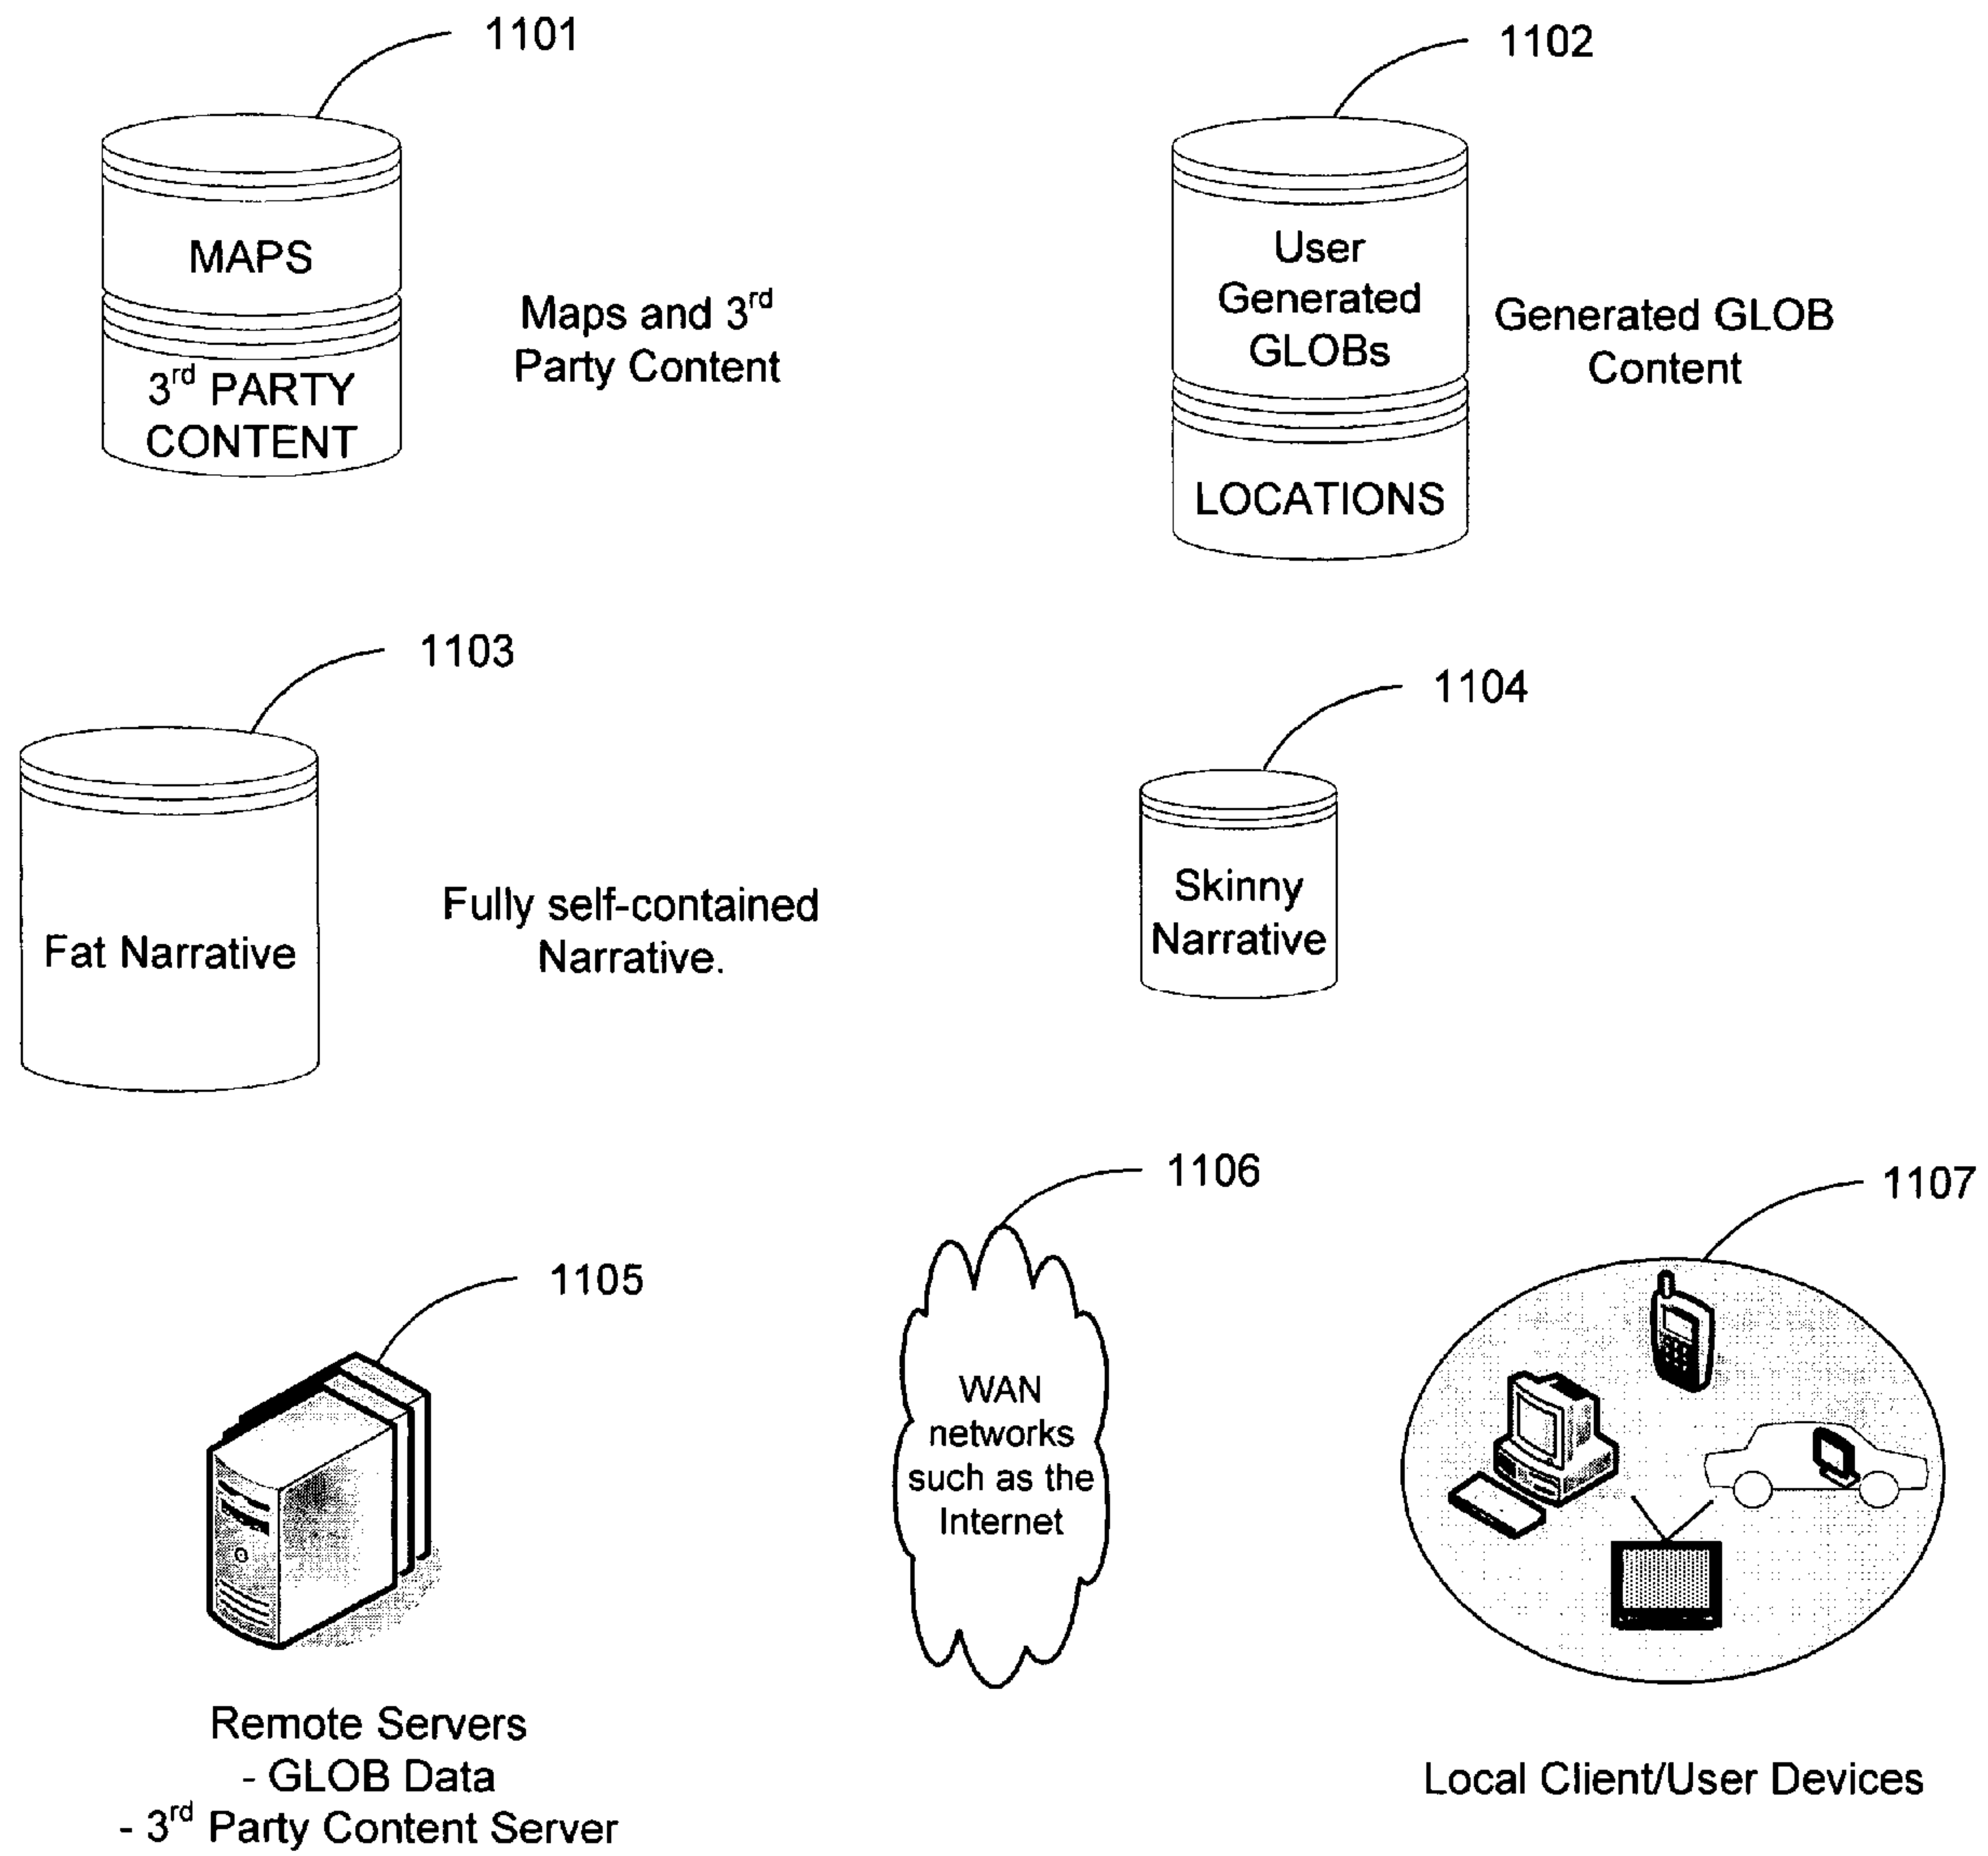 1101
1102
MAPS
3rd PARTY
CONTENT
Maps and 3rd
Party Content
User
Generated
GLOBs
LOCATIONS
Generated GLOB
Content
1103
1104
Fat Narrative
Fully self-contained
Narrative.
Skinny
Narrative
1105
1106
1107
WAN
networks
such as the
Internet
Remote Servers
- GLOB Data
- 3rd Party Content Server
Local Client/User Devices